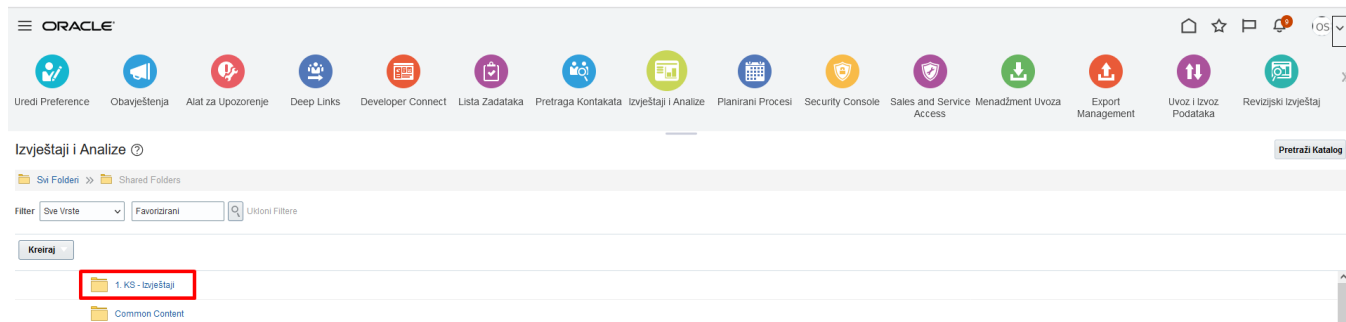 ORACLE
9
OS
Uredi Preference
Obavještenja
Alat za Upozorenje
Deep Links
Developer Connect
Lista Zadataka
Pretraga Kontakata
Izvještaji i Analize
Planirani Procesi
Security Console
Sales and Service
Access
Menadžment Uvoza
Export
Management
Uvoz i Izvoz
Podataka
Revizijski Izvještaj
Izvještaji i Analize
Pretraži Katalog
Svi Folderi
Shared Folders
Filter Sve Vrste Favorizirani Ukloni Filtere
Kreiraj
1. KS - Izvještaji
Common Content